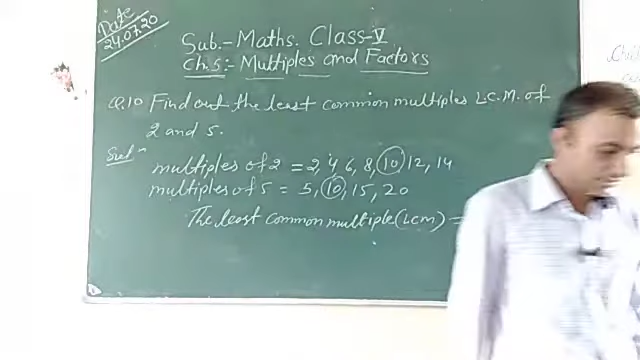 Date
24.07.20
Sub.- Maths. Class-V
Ch.5:- Multiples and Factors
Q.10 Find out the least common multiples L.C.M. of
2 and 5.
Solⁿ
multiples of 2 = 2, 4, 6, 8, 10, 12, 14
multiples of 5 = 5, 10, 15, 20
The least common multiple (LCM) =